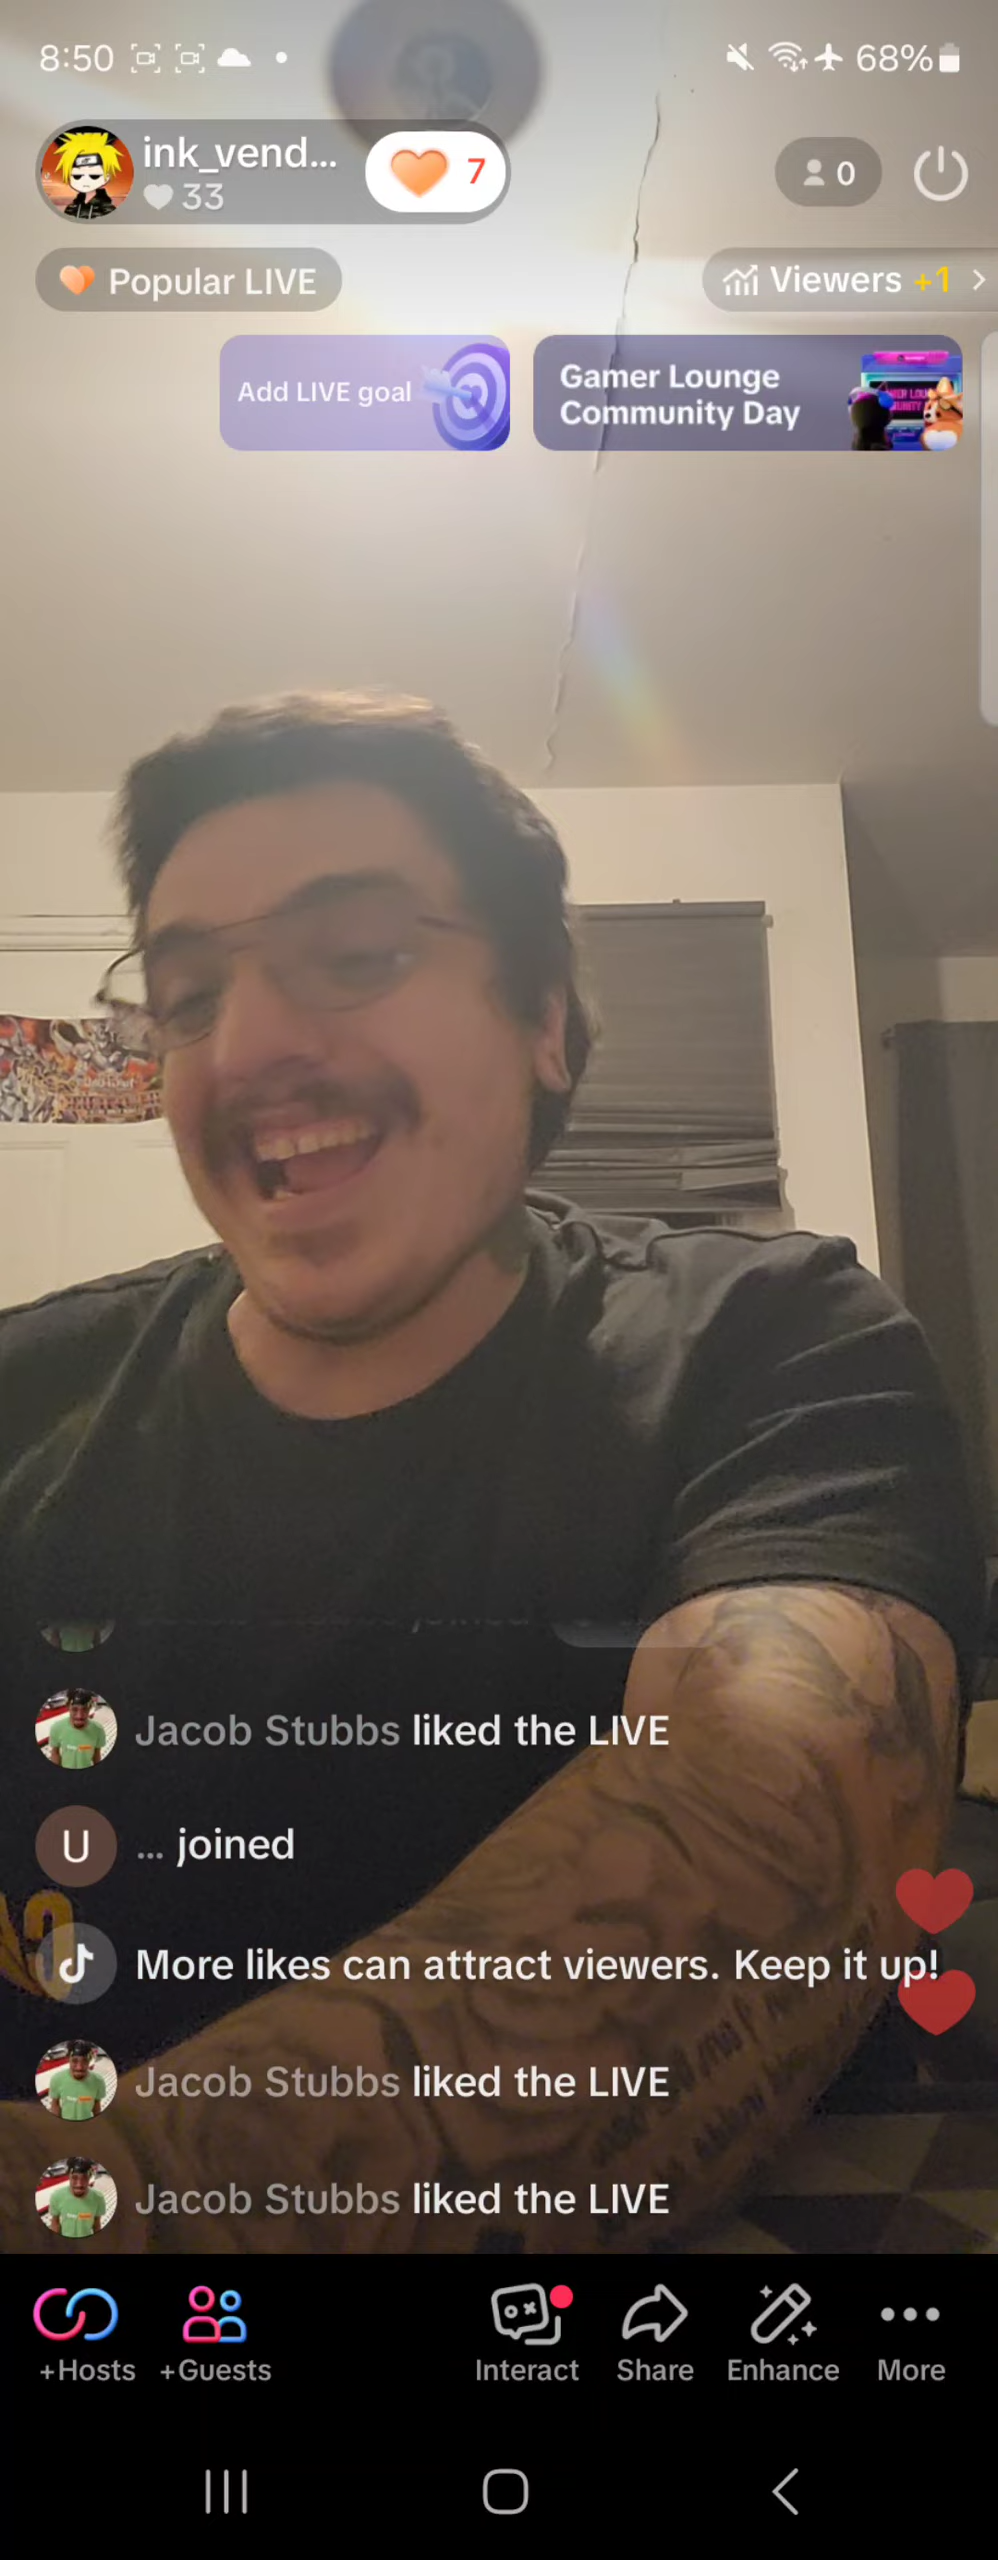 8:50
68%
ink_vend...
33
7
0
Popular LIVE
Viewers +1
Add LIVE goal
Gamer Lounge
Community Day
Jacob Stubbs liked the LIVE
U
... joined
More likes can attract viewers. Keep it up!
Jacob Stubbs liked the LIVE
Jacob Stubbs liked the LIVE
+Hosts
+Guests
Interact
Share
Enhance
More